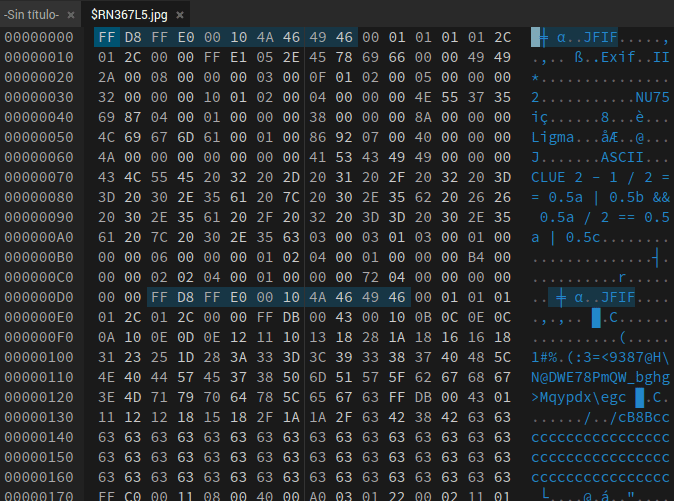 -Sin título- × $RN367L5.jpg ×
00000000 FF D8 FF E0 00 10 4A 46 49 46 00 01 01 01 01 2C ╪ α..JFIF.....,
00000010 01 2C 00 00 FF E1 05 2E 45 78 69 66 00 00 49 49 .,.. ß..Exif..II
00000020 2A 00 08 00 00 00 03 00 0F 01 02 00 05 00 00 00 *...............
00000030 32 00 00 00 10 01 02 00 04 00 00 00 4E 55 37 35 2...........NU75
00000040 69 87 04 00 01 00 00 00 38 00 00 00 8A 00 00 00 iç......8...è...
00000050 4C 69 67 6D 61 00 01 00 86 92 07 00 40 00 00 00 Ligma...åÆ..@...
00000060 4A 00 00 00 00 00 00 00 41 53 43 49 49 00 00 00 J.......ASCII...
00000070 43 4C 55 45 20 32 20 2D 20 31 20 2F 20 32 20 3D CLUE 2 - 1 / 2 =
00000080 3D 20 30 2E 35 61 20 7C 20 30 2E 35 62 20 26 26 = 0.5a | 0.5b &&
00000090 20 30 2E 35 61 20 2F 20 32 20 3D 3D 20 30 2E 35 0.5a / 2 == 0.5
000000A0 61 20 7C 20 30 2E 35 63 03 00 03 01 03 00 01 00 a | 0.5c........
000000B0 00 00 06 00 00 00 01 02 04 00 01 00 00 00 B4 00 ..............┤.
000000C0 00 00 02 02 04 00 01 00 00 00 72 04 00 00 00 00 ..........r.....
000000D0 00 00 FF D8 FF E0 00 10 4A 46 49 46 00 01 01 01 .. ╪ α..JFIF....
000000E0 01 2C 01 2C 00 00 FF DB 00 43 00 10 0B 0C 0E 0C .,.,.. █.C......
000000F0 0A 10 0E 0D 0E 12 11 10 13 18 28 1A 18 16 16 18 ..........(.....
00000100 31 23 25 1D 28 3A 33 3D 3C 39 33 38 37 40 48 5C 1#%.(:3=<9387@H\
00000110 4E 40 44 57 45 37 38 50 6D 51 57 5F 62 67 68 67 N@DWE78PmQW_bghg
00000120 3E 4D 71 79 70 64 78 5C 65 67 63 FF DB 00 43 01 >Mqypdx\egc █.C.
00000130 11 12 12 18 15 18 2F 1A 1A 2F 63 42 38 42 63 63 ....../../cB8Bcc
00000140 63 63 63 63 63 63 63 63 63 63 63 63 63 63 63 63 cccccccccccccccc
00000150 63 63 63 63 63 63 63 63 63 63 63 63 63 63 63 63 cccccccccccccccc
00000160 63 63 63 63 63 63 63 63 63 63 63 63 63 63 63 63 cccccccccccccccc
00000170 FF C0 00 11 08 00 40 00 A0 03 01 22 00 02 11 01 └....@.á.."....